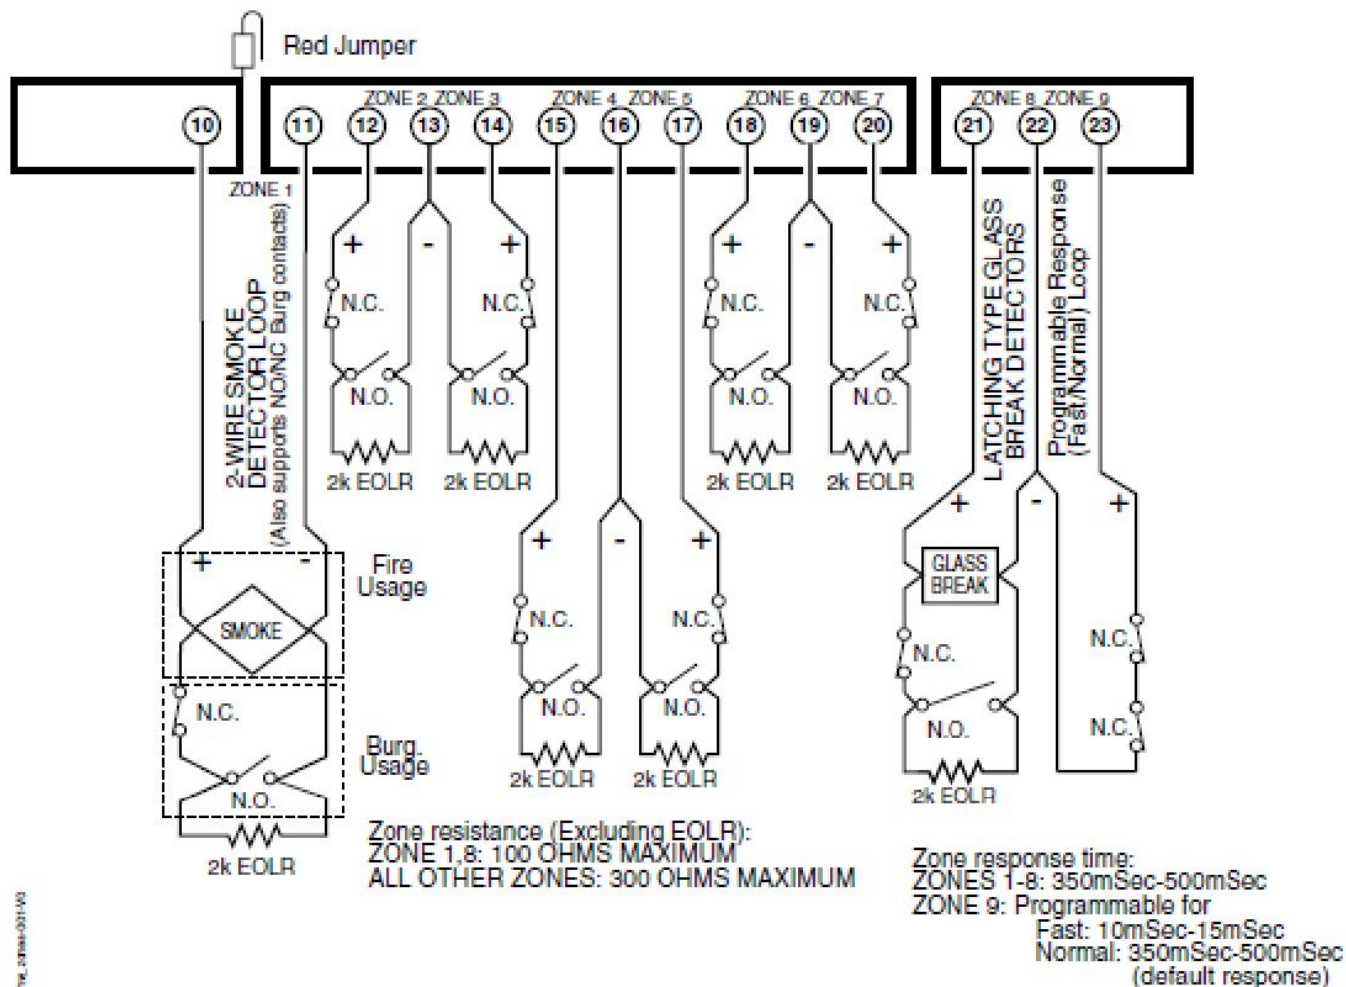 Red Jumper
ZONE 2 ZONE 3
ZONE 4 ZONE 5
ZONE 6 ZONE 7
ZONE 8 ZONE 9
10
11
12
13
14
15
16
17
18
19
20
21
22
23
ZONE 1
2-WIRE SMOKE
DETECTOR LOOP
(Also supports NO/NC Burg contacts)
+
-
+
N.C.
N.C.
N.O.
N.O.
2k EOLR
2k EOLR
+
-
+
N.C.
N.C.
N.O.
N.O.
2k EOLR
2k EOLR
LATCHING TYPE GLASS
BREAK DETECTORS
Programmable Response
(Fast/Normal) Loop
+
-
Fire
Usage
SMOKE
N.C.
Burg.
Usage
N.O.
2k EOLR
+
-
+
N.C.
N.C.
N.O.
N.O.
2k EOLR
2k EOLR
+
-
+
GLASS
BREAK
N.C.
N.C.
N.C.
N.O.
2k EOLR
Zone resistance (Excluding EOLR):
ZONE 1,8: 100 OHMS MAXIMUM
ALL OTHER ZONES: 300 OHMS MAXIMUM
Zone response time:
ZONES 1-8: 350mSec-500mSec
ZONE 9: Programmable for
Fast: 10mSec-15mSec
Normal: 350mSec-500mSec
(default response)